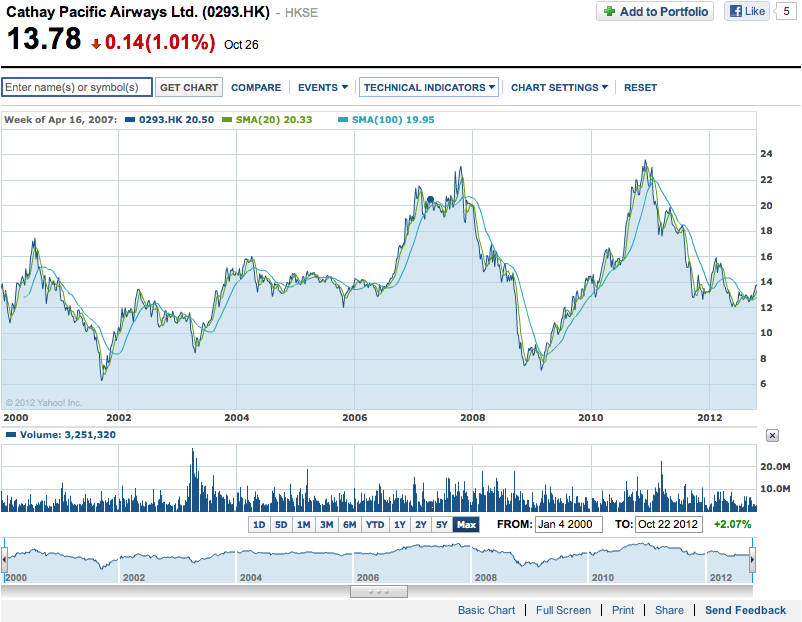 Cathay Pacific Airways Ltd. (0293.HK) - HKSE
Add to Portfolio Like 5
13.78 0.14(1.01%) Oct 26
Enter name(s) or symbol(s) GET CHART COMPARE EVENTS TECHNICAL INDICATORS CHART SETTINGS RESET
Week of Apr 16, 2007: 0293.HK 20.50 SMA(20) 20.33 SMA(100) 19.95
24
22
20
18
16
14
12
10
8
6
© 2012 Yahoo! Inc.
2000 2002 2004 2006 2008 2010 2012
Volume: 3,251,320
20.0M
10.0M
1D 5D 1M 3M 6M YTD 1Y 2Y 5Y Max FROM: Jan 4 2000 TO: Oct 22 2012 +2.07%
2000 2002 2004 2006 2008 2010 2012
Basic Chart | Full Screen | Print | Share | Send Feedback